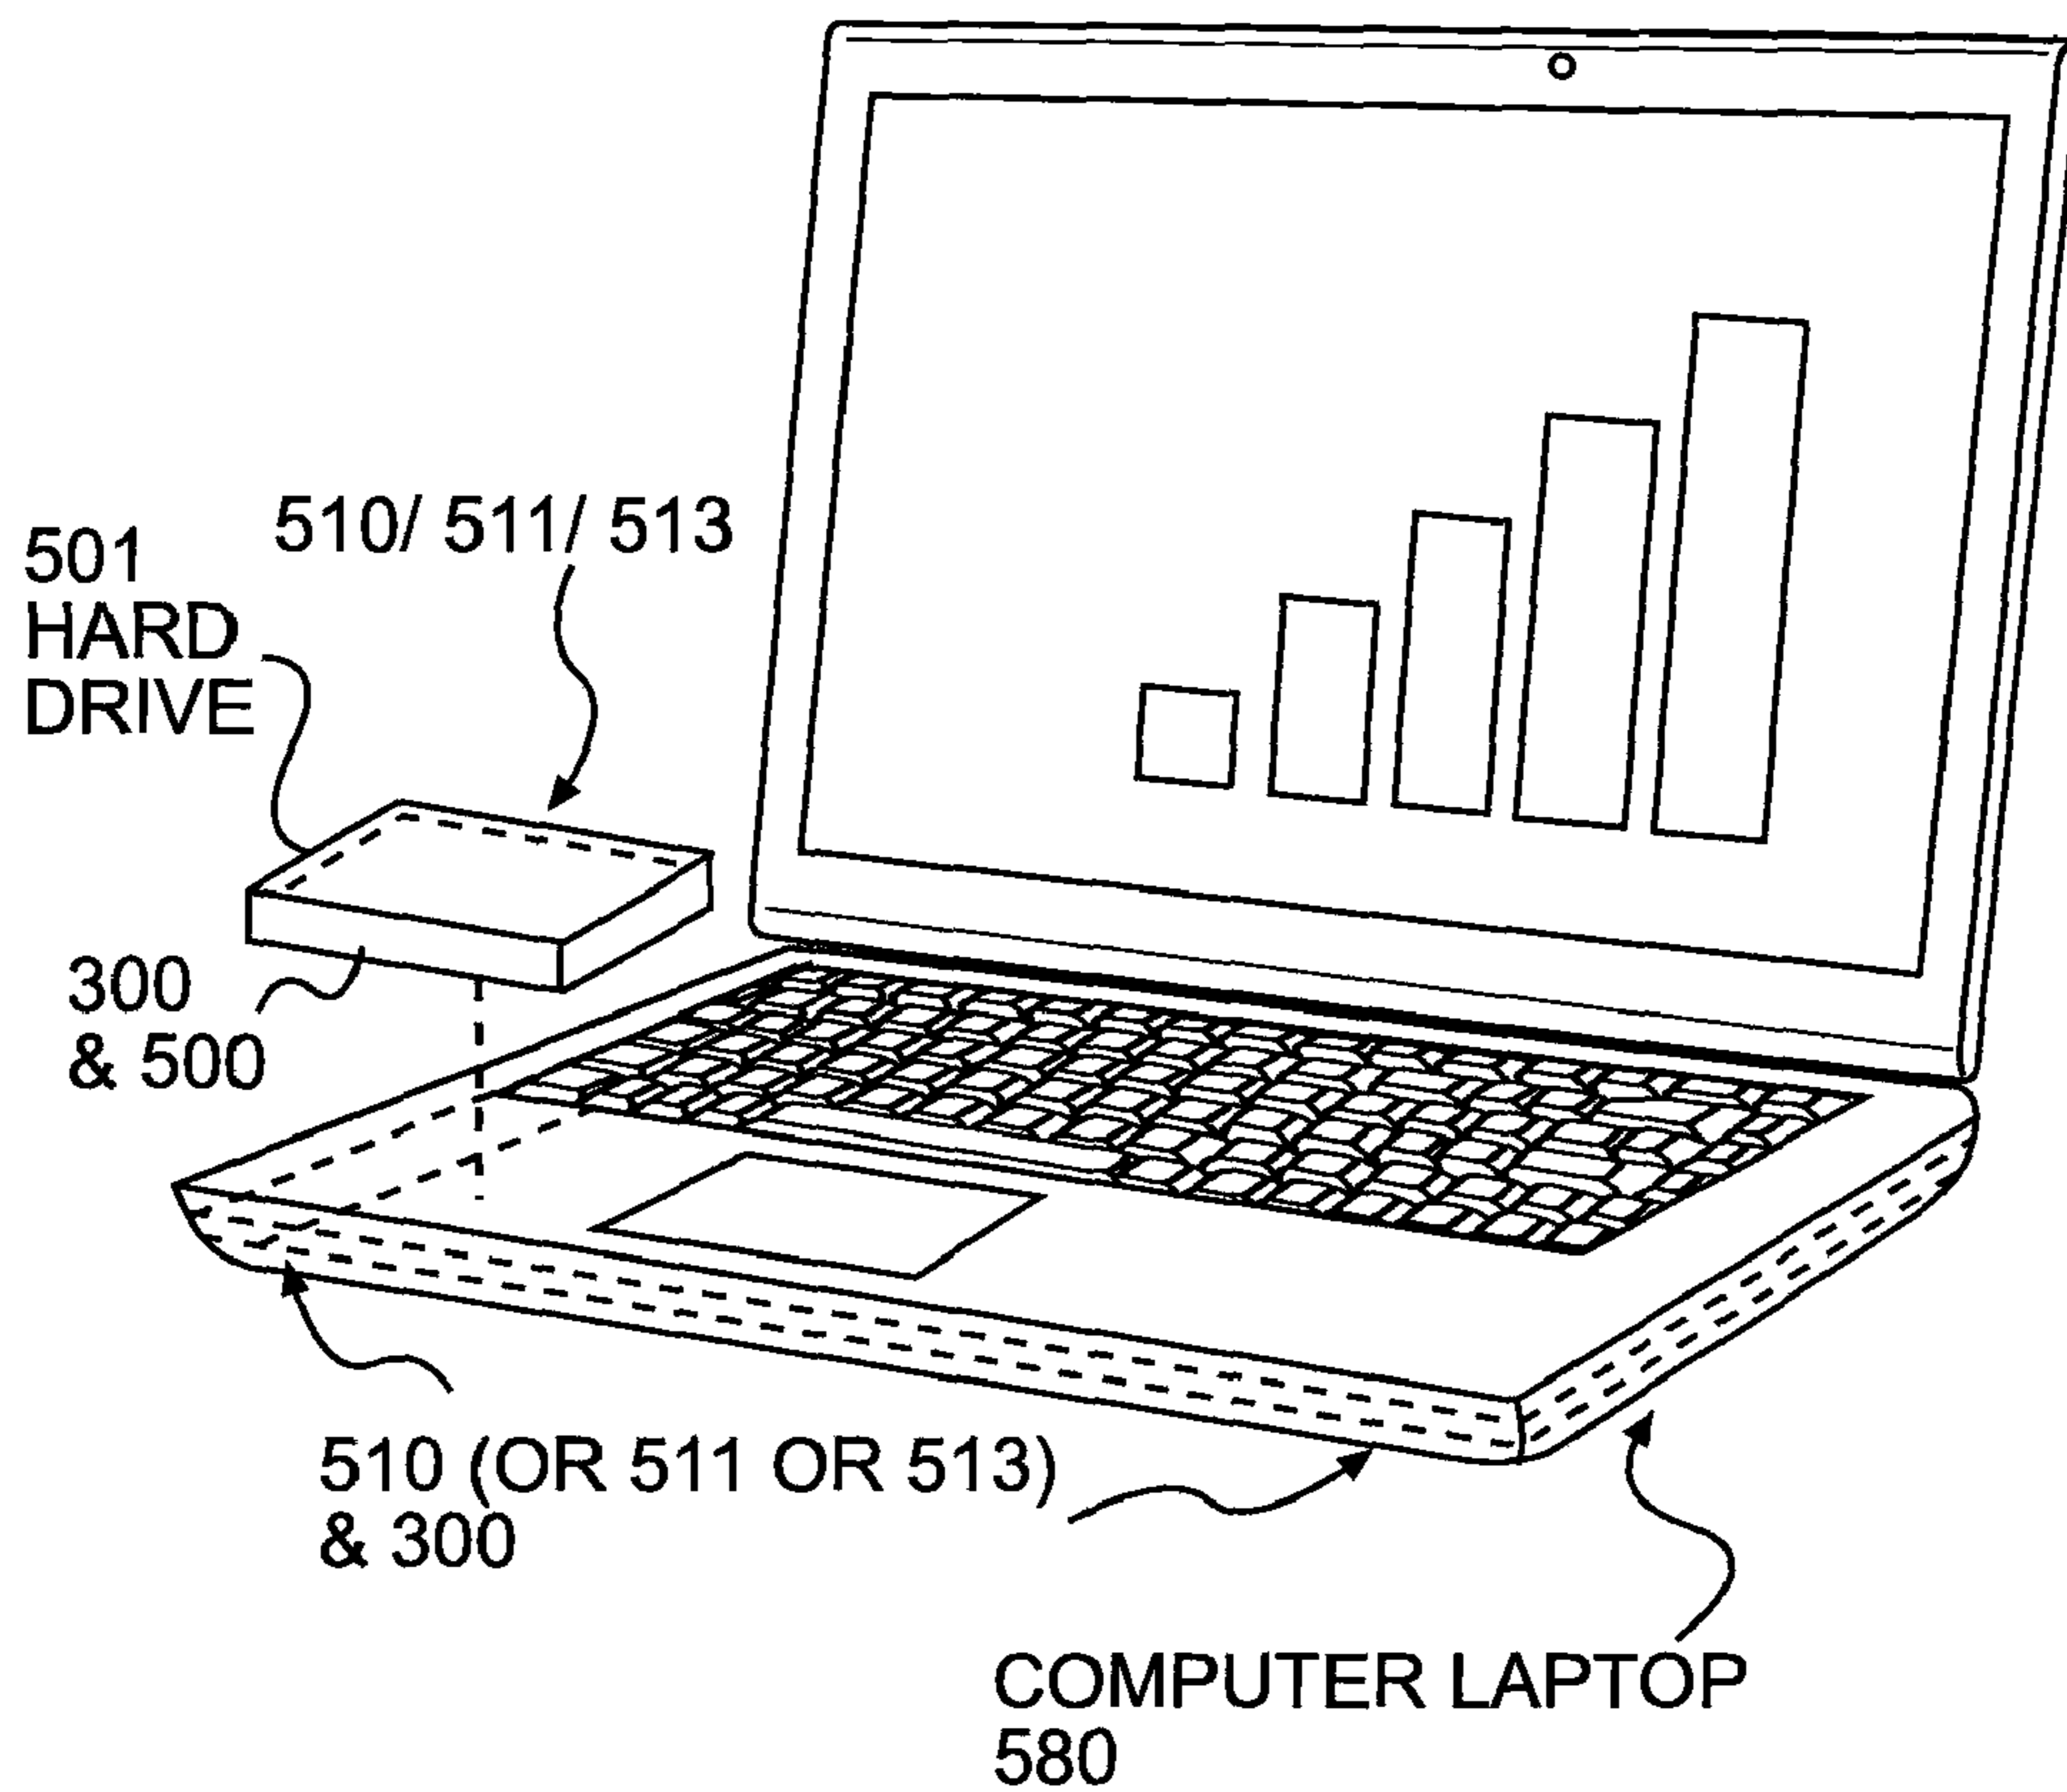 510/ 511/ 513
501
HARD
DRIVE
300
& 500
510 (OR 511 OR 513)
& 300
COMPUTER LAPTOP
580